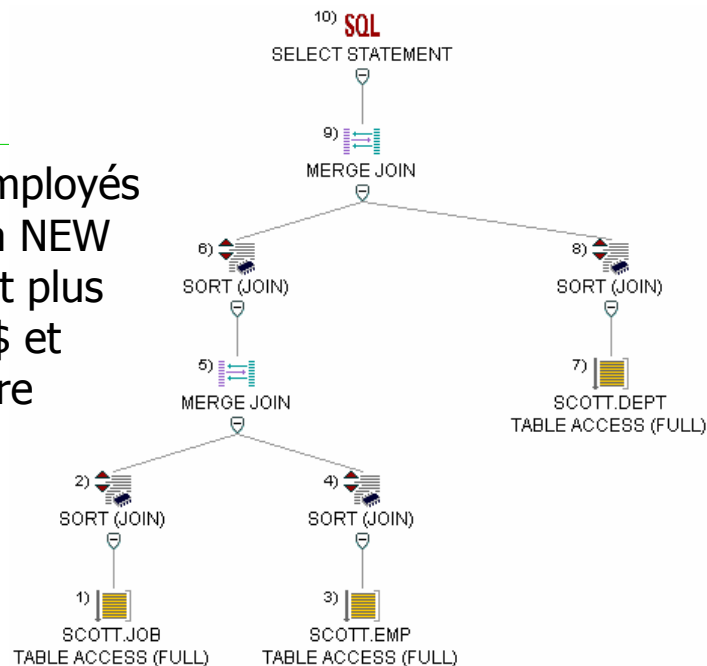 10) SQL
SELECT STATEMENT
9)
MERGE JOIN
mployés
NEW
t plus
$ et
re
6)
SORT (JOIN)
8)
SORT (JOIN)
5)
MERGE JOIN
7)
SCOTT.DEPT
TABLE ACCESS (FULL)
2)
SORT (JOIN)
4)
SORT (JOIN)
1)
SCOTT.JOB
TABLE ACCESS (FULL)
3)
SCOTT.EMP
TABLE ACCESS (FULL)